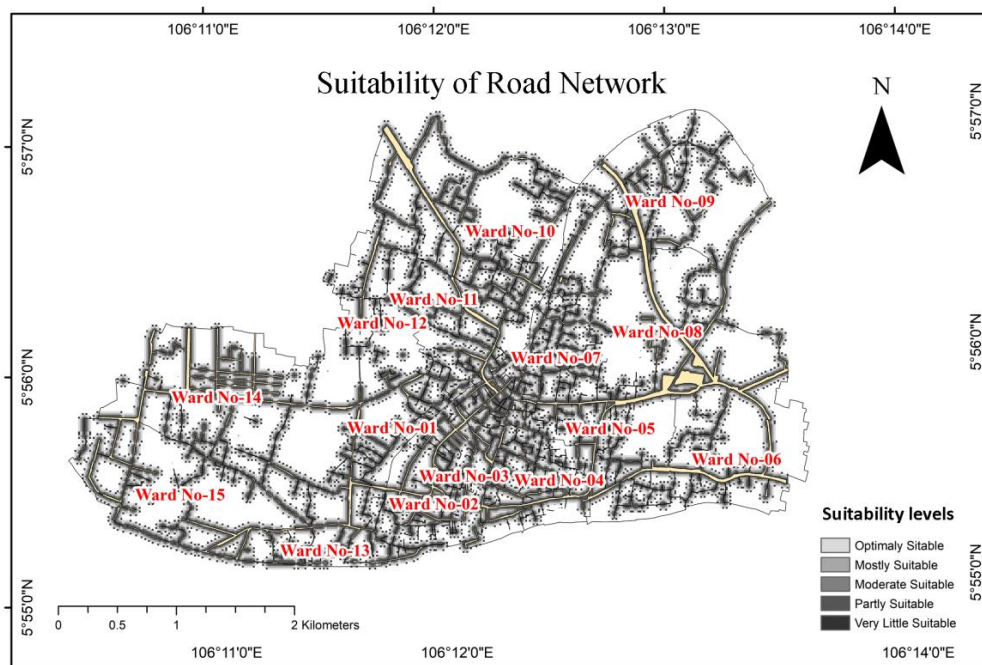 106°11'0"E
106°12'0"E
106°13'0"E
106°14'0"E
Suitability of Road Network
N
5°57'0"N
5°57'0"N
Ward No-09
Ward No-10
Ward No-11
Ward No-12
Ward No-08
Ward No-07
5°56'0"N
5°56'0"N
Ward No-14
Ward No-01
Ward No-05
Ward No-06
Ward No-03
Ward No-04
Ward No-15
Ward No-02
Ward No-13
Suitability levels
Optimaly Sitable
Mostly Suitable
Moderate Suitable
Partly Suitable
Very Little Suitable
5°55'0"N
5°55'0"N
0 0.5 1 2 Kilometers
106°11'0"E
106°12'0"E
106°14'0"E